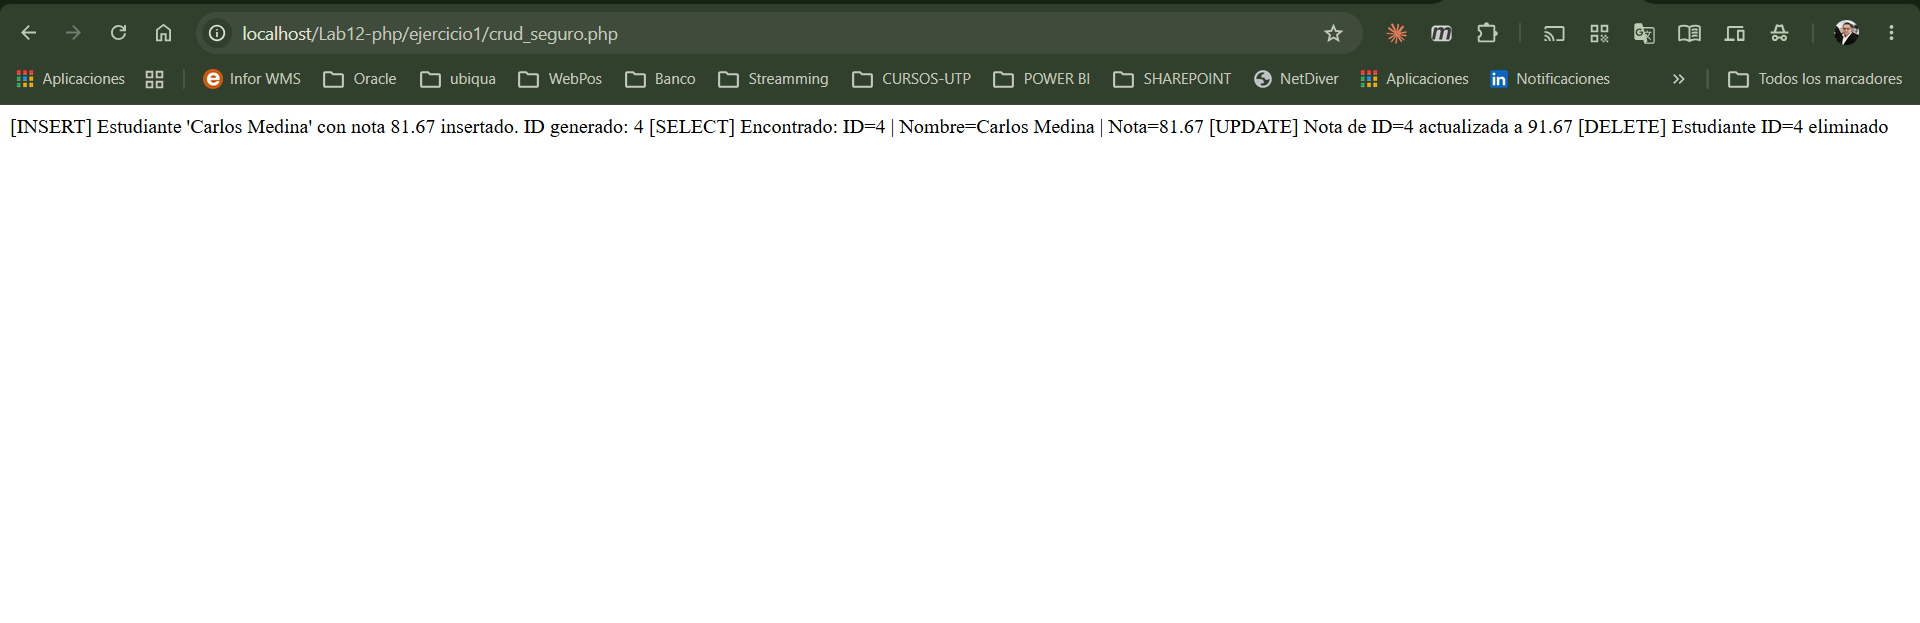 localhost/Lab12-php/ejercicio1/crud_seguro.php
Aplicaciones Infor WMS Oracle ubiqua WebPos Banco Streamming CURSOS-UTP POWER BI SHAREPOINT NetDiver Aplicaciones Notificaciones » Todos los marcadores
[INSERT] Estudiante 'Carlos Medina' con nota 81.67 insertado. ID generado: 4 [SELECT] Encontrado: ID=4 | Nombre=Carlos Medina | Nota=81.67 [UPDATE] Nota de ID=4 actualizada a 91.67 [DELETE] Estudiante ID=4 eliminado